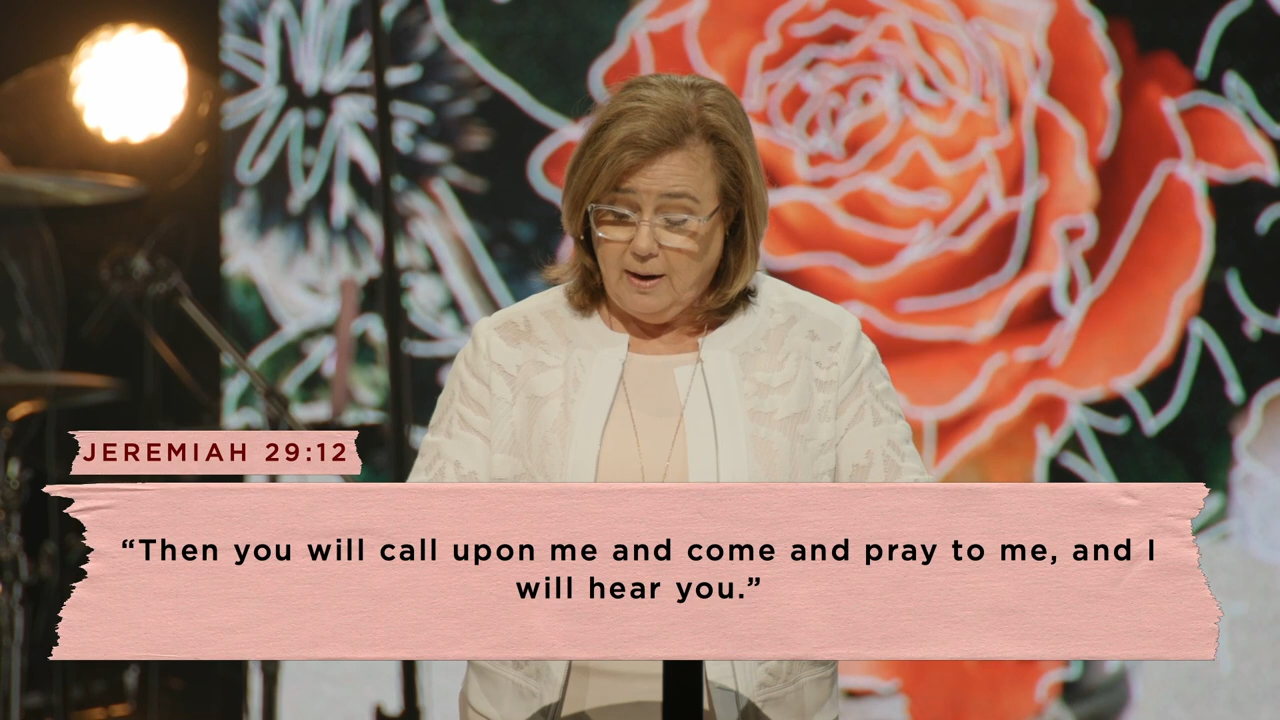 JEREMIAH 29:12
“Then you will call upon me and come and pray to me, and I
will hear you.”